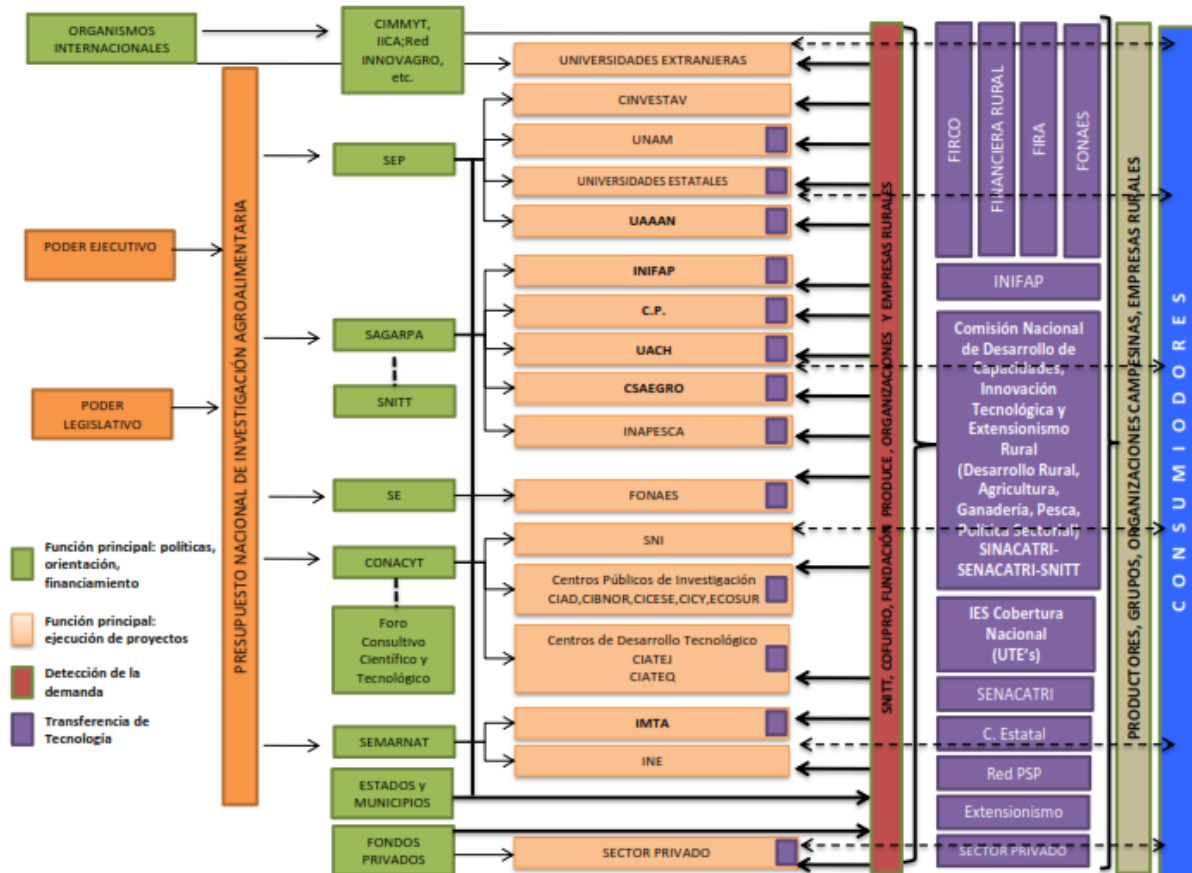 ORGANISMOS
INTERNACIONALES
CIMMYT,
IICA;Red
INNOVAGRO,
etc.
UNIVERSIDADES EXTRANJERAS
PRESUPUESTO NACIONAL DE INVESTIGACIÓN AGROALIMENTARIA
PODER EJECUTIVO
PODER
LEGISLATIVO
SEP
CINVESTAV
UNAM
UNIVERSIDADES ESTATALES
UAAAN
SAGARPA
SNITT
INIFAP
C.P.
UACH
CSAEGRO
INAPESCA
SE
FONAES
CONACYT
Foro
Consultivo
Científico y
Tecnológico
SNI
Centros Públicos de Investigación
CIAD,CIBNOR,CICESE,CICY,ECOSUR
Centros de Desarrollo Tecnológico
CIATEJ
CIATEQ
SEMARNAT
IMTA
INE
ESTADOS y
MUNICIPIOS
FONDOS
PRIVADOS
SECTOR PRIVADO
Función principal: políticas,
orientación,
financiamiento
Función principal:
ejecución de proyectos
Detección de la
demanda
Transferencia de
Tecnología
SNITT, COFUPRO, FUNDACIÓN PRODUCE, ORGANIZACIONES Y EMPRESAS RURALES
FIRCO
FINANCIERA RURAL
FIRA
FONAES
INIFAP
Comisión Nacional
de Desarrollo de
Capacidades,
Innovación
Tecnológica y
Extensionismo
Rural
(Desarrollo Rural,
Agricultura,
Ganadería, Pesca,
Política Sectorial)
SINACATRI-
SENACATRI-SNITT
IES Cobertura
Nacional
(UTE's)
SENACATRI
C. Estatal
Red PSP
Extensionismo
SECTOR PRIVADO
PRODUCTORES, GRUPOS, ORGANIZACIONES CAMPESINAS, EMPRESAS RURALES
CONSUMIODORES